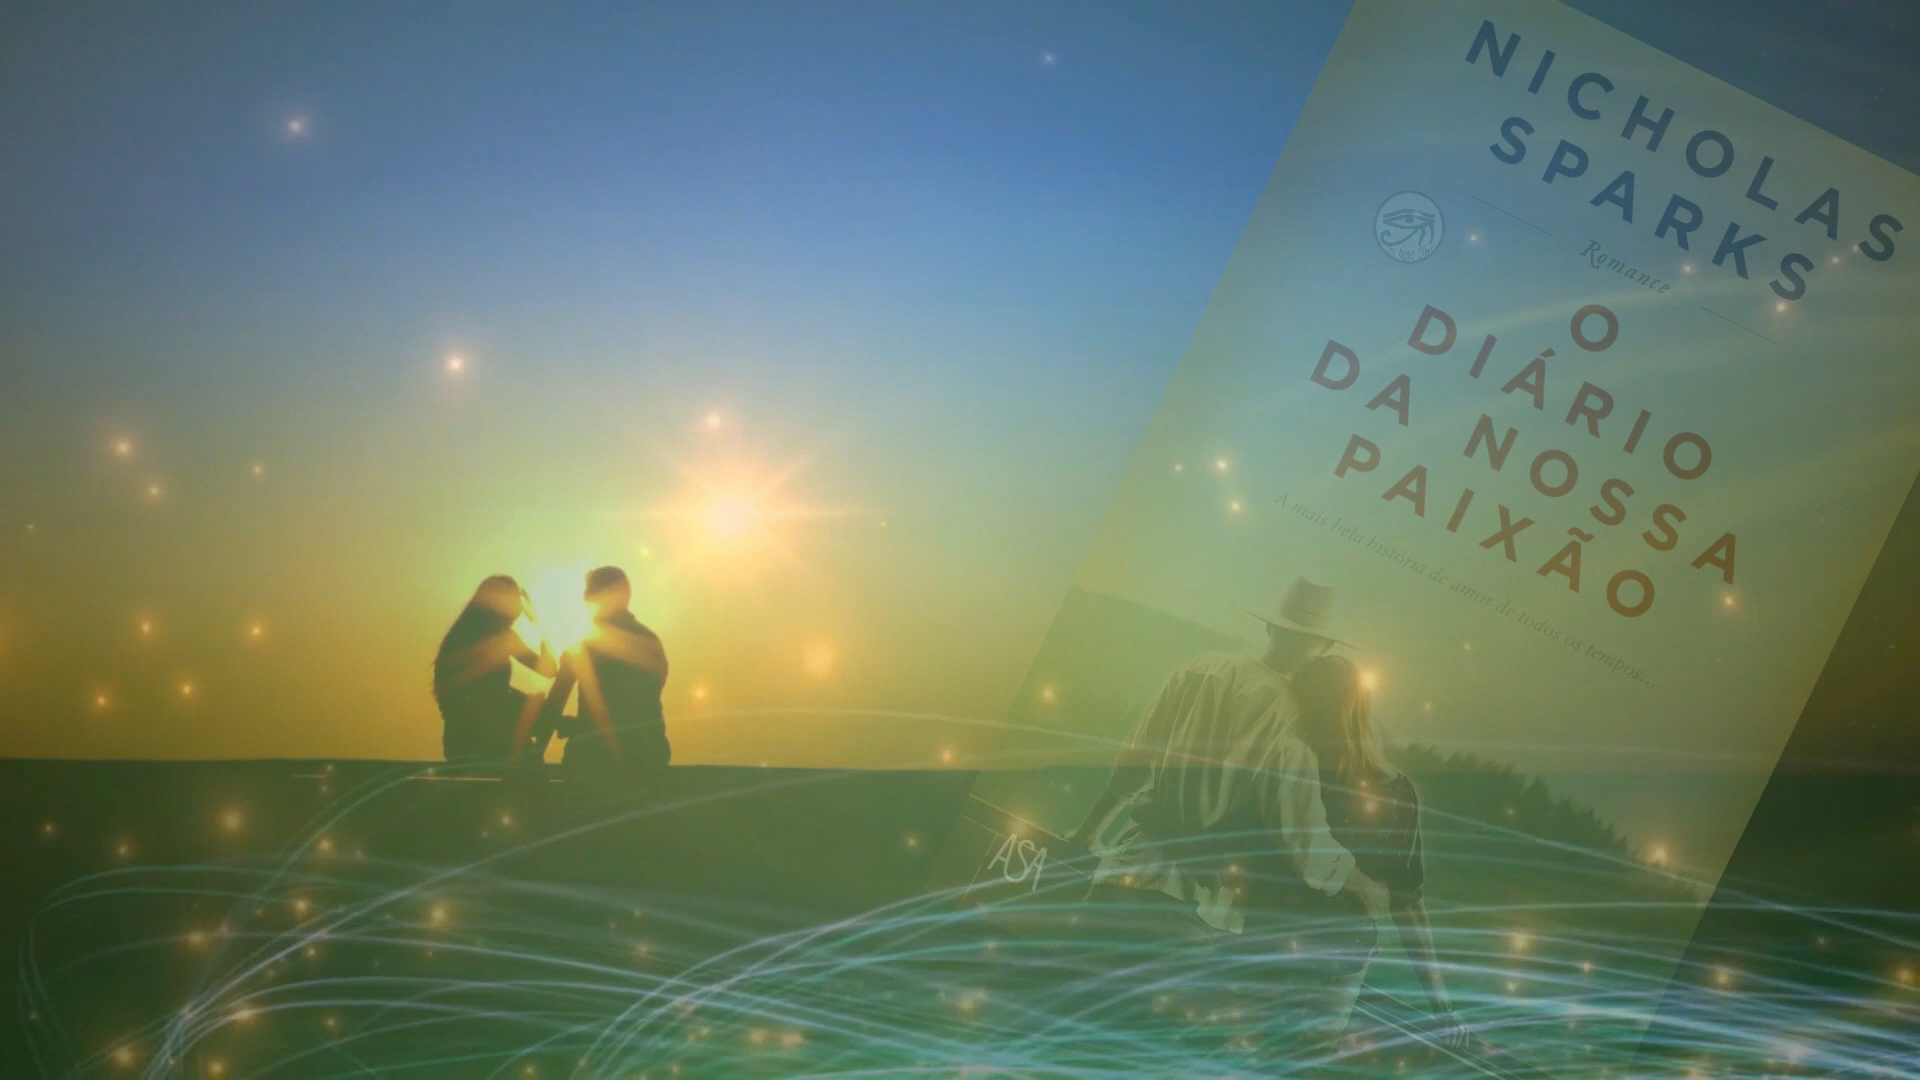 NICHOLAS
SPARKS
Romance
O
DIÁRIO
DA NOSSA
PAIXÃO
A mais bela história de amor de todos os tempos...
ASA